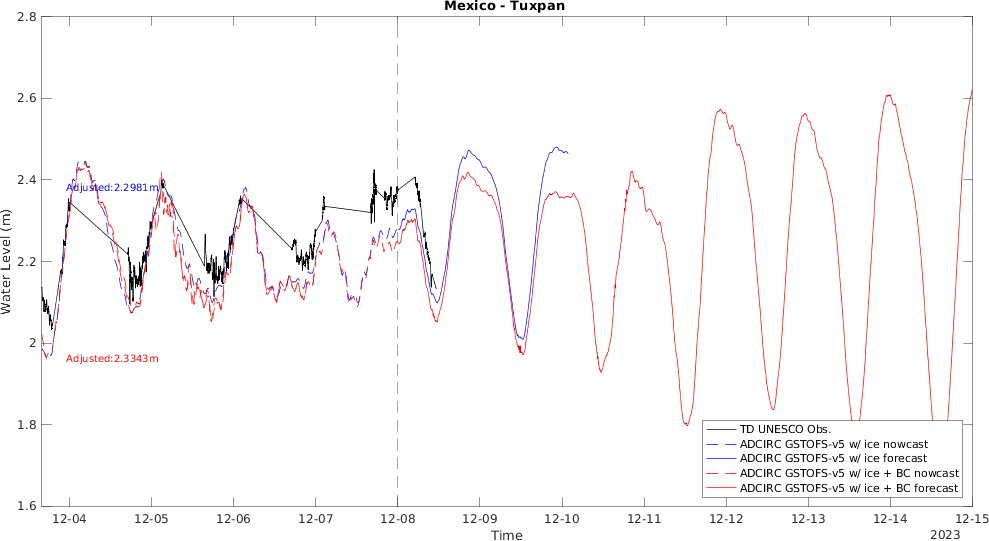 Mexico - Tuxpan
Water Level (m)
2.8
2.6
2.4
2.2
2
1.8
1.6
Adjusted:2.2981m
Adjusted:2.3343m
TD UNESCO Obs.
ADCIRC GSTOFS-v5 w/ ice nowcast
ADCIRC GSTOFS-v5 w/ ice forecast
ADCIRC GSTOFS-v5 w/ ice + BC nowcast
ADCIRC GSTOFS-v5 w/ ice + BC forecast
12-04 12-05 12-06 12-07 12-08 12-09 12-10 12-11 12-12 12-13 12-14 12-15
Time
2023